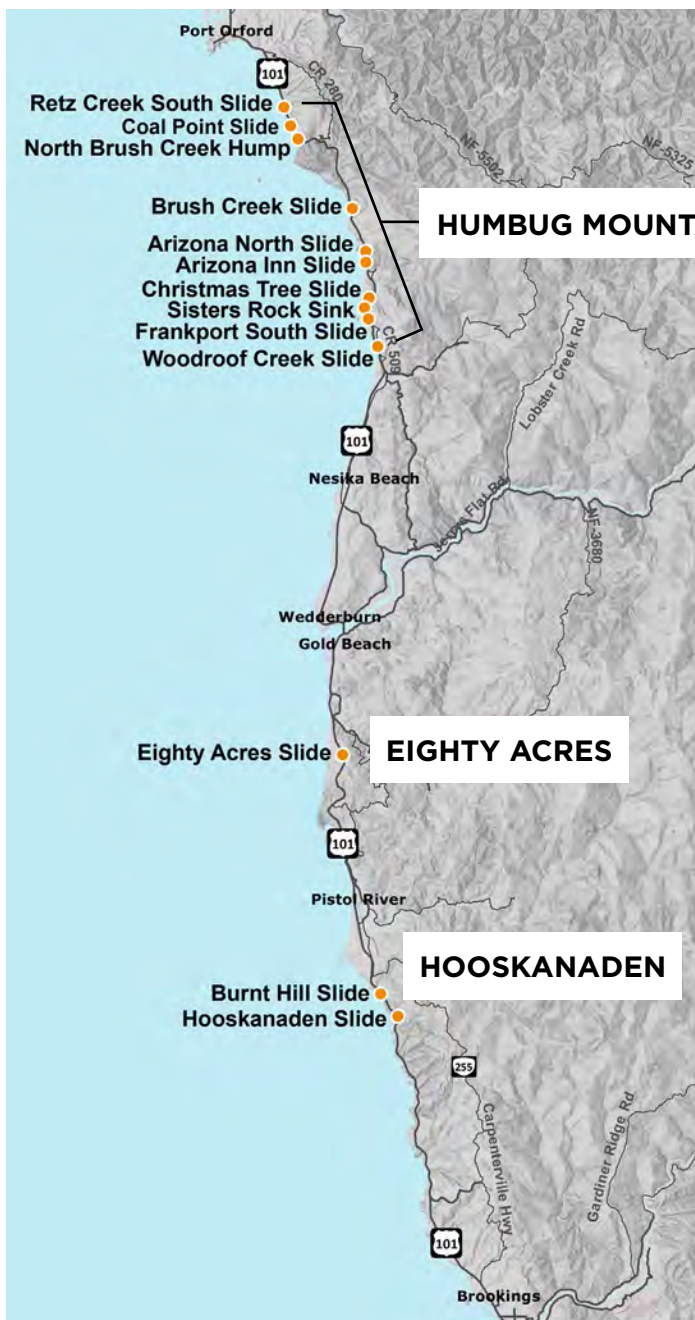 Port Orford
101
CR 280
Retz Creek South Slide
Coal Point Slide
North Brush Creek Hump
NF-5502
NF-5325
Brush Creek Slide
HUMBUG MOUNT
Arizona North Slide
Arizona Inn Slide
Christmas Tree Slide
Sisters Rock Sink
Frankport South Slide
Woodroof Creek Slide
CR 509
Lobster Creek Rd
101
Nesika Beach
Jerrys Flat Rd
NF-3680
Wedderburn
Gold Beach
Eighty Acres Slide
EIGHTY ACRES
101
Pistol River
HOOSKANADEN
Burnt Hill Slide
Hooskanaden Slide
255
Carpenterville Hwy
Gardiner Ridge Rd
101
Brookings